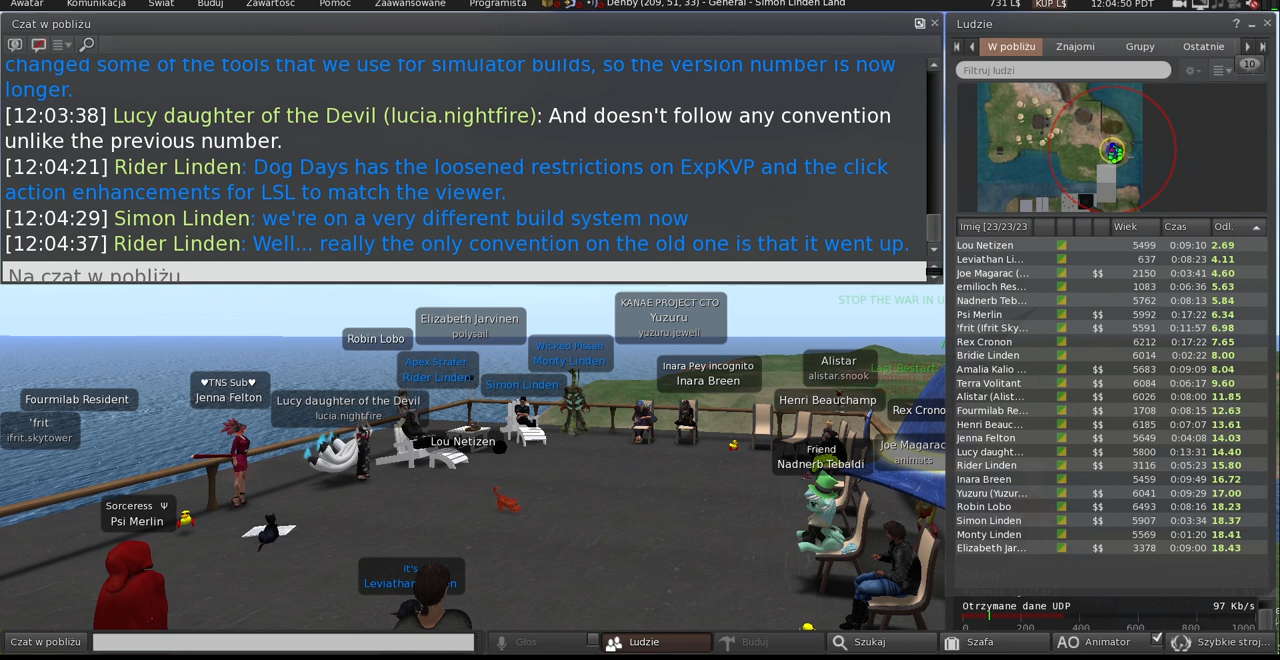 Awatar Komunikacja Świat Buduj Zawartość Pomoc Zaawansowane Programista Denby (209, 51, 33) - General - Simon Linden Land 731 L$ KUP L$ 12:04:50 PDT
Czat w pobliżu
changed some of the tools that we use for simulator builds, so the version number is now
longer.
[12:03:38] Lucy daughter of the Devil (lucia.nightfire): And doesn't follow any convention
unlike the previous number.
[12:04:21] Rider Linden: Dog Days has the loosened restrictions on ExpKVP and the click
action enhancements for LSL to match the viewer.
[12:04:29] Simon Linden: we're on a very different build system now
[12:04:37] Rider Linden: Well... really the only convention on the old one is that it went up.
Na czat w pobliżu
STOP THE WAR IN U
KANAE PROJECT CTO
Yuzuru
yuzuru.jewell
Elizabeth Jarvinen
polysail
Robin Lobo
Wicked Pissah
Monty Linden
Apex Strafer
Rider Linden
Simon Linden
Inara Pey incognito
Inara Breen
Alistar
alistar.snook
Last Restart:
♥TNS Sub♥
Jenna Felton
Fourmilab Resident
Lucy daughter of the Devil
lucia.nightfire
Henri Beauchamp
Rex Crono
'frit
ifrit.skytower
Lou Netizen
Joe Magarac
animats
Friend
Nadnerb Tebaldi
Sorceress Ψ
Psi Merlin
It's
Leviathan
Ludzie
? _ ×
W pobliżu Znajomi Grupy Ostatnie
Filtruj ludzi
10
Imię [23/23/23 Wiek Czas Odl.
Lou Netizen 5499 0:09:10 2.69
Leviathan Li... 637 0:08:23 4.11
Joe Magarac (... $$ 2150 0:03:41 4.60
emilioch Res... 1083 0:06:36 5.63
Nadnerb Teb... 5762 0:08:13 5.84
Psi Merlin $$ 5992 0:17:22 6.34
'frit (Ifrit Sky... $$ 5591 0:11:57 6.98
Rex Cronon 6212 0:17:22 7.65
Bridie Linden 6014 0:02:22 8.00
Amalia Kalio ... $$ 5683 0:09:09 8.04
Terra Volitant $$ 6084 0:06:17 9.60
Alistar (Alist... $$ 6026 0:08:00 11.85
Fourmilab Re... $$ 1708 0:08:15 12.63
Henri Beauc... $$ 6185 0:07:07 13.61
Jenna Felton $$ 5649 0:04:08 14.03
Lucy daught... $$ 5800 0:13:31 14.40
Rider Linden $$ 3116 0:05:23 15.80
Inara Breen 5459 0:09:49 16.72
Yuzuru (Yuzur... $$ 6041 0:09:29 17.00
Robin Lobo $$ 6493 0:08:16 18.23
Simon Linden $$ 5907 0:03:34 18.37
Monty Linden 5569 0:01:20 18.41
Elizabeth Jar... $$ 3378 0:09:00 18.43
Otrzymane dane UDP 97 Kb/s
0 200 400 600 800 1000
Czat w pobliżu Głos Ludzie Buduj Szukaj Szafa AO Animator Szybkie stroj...